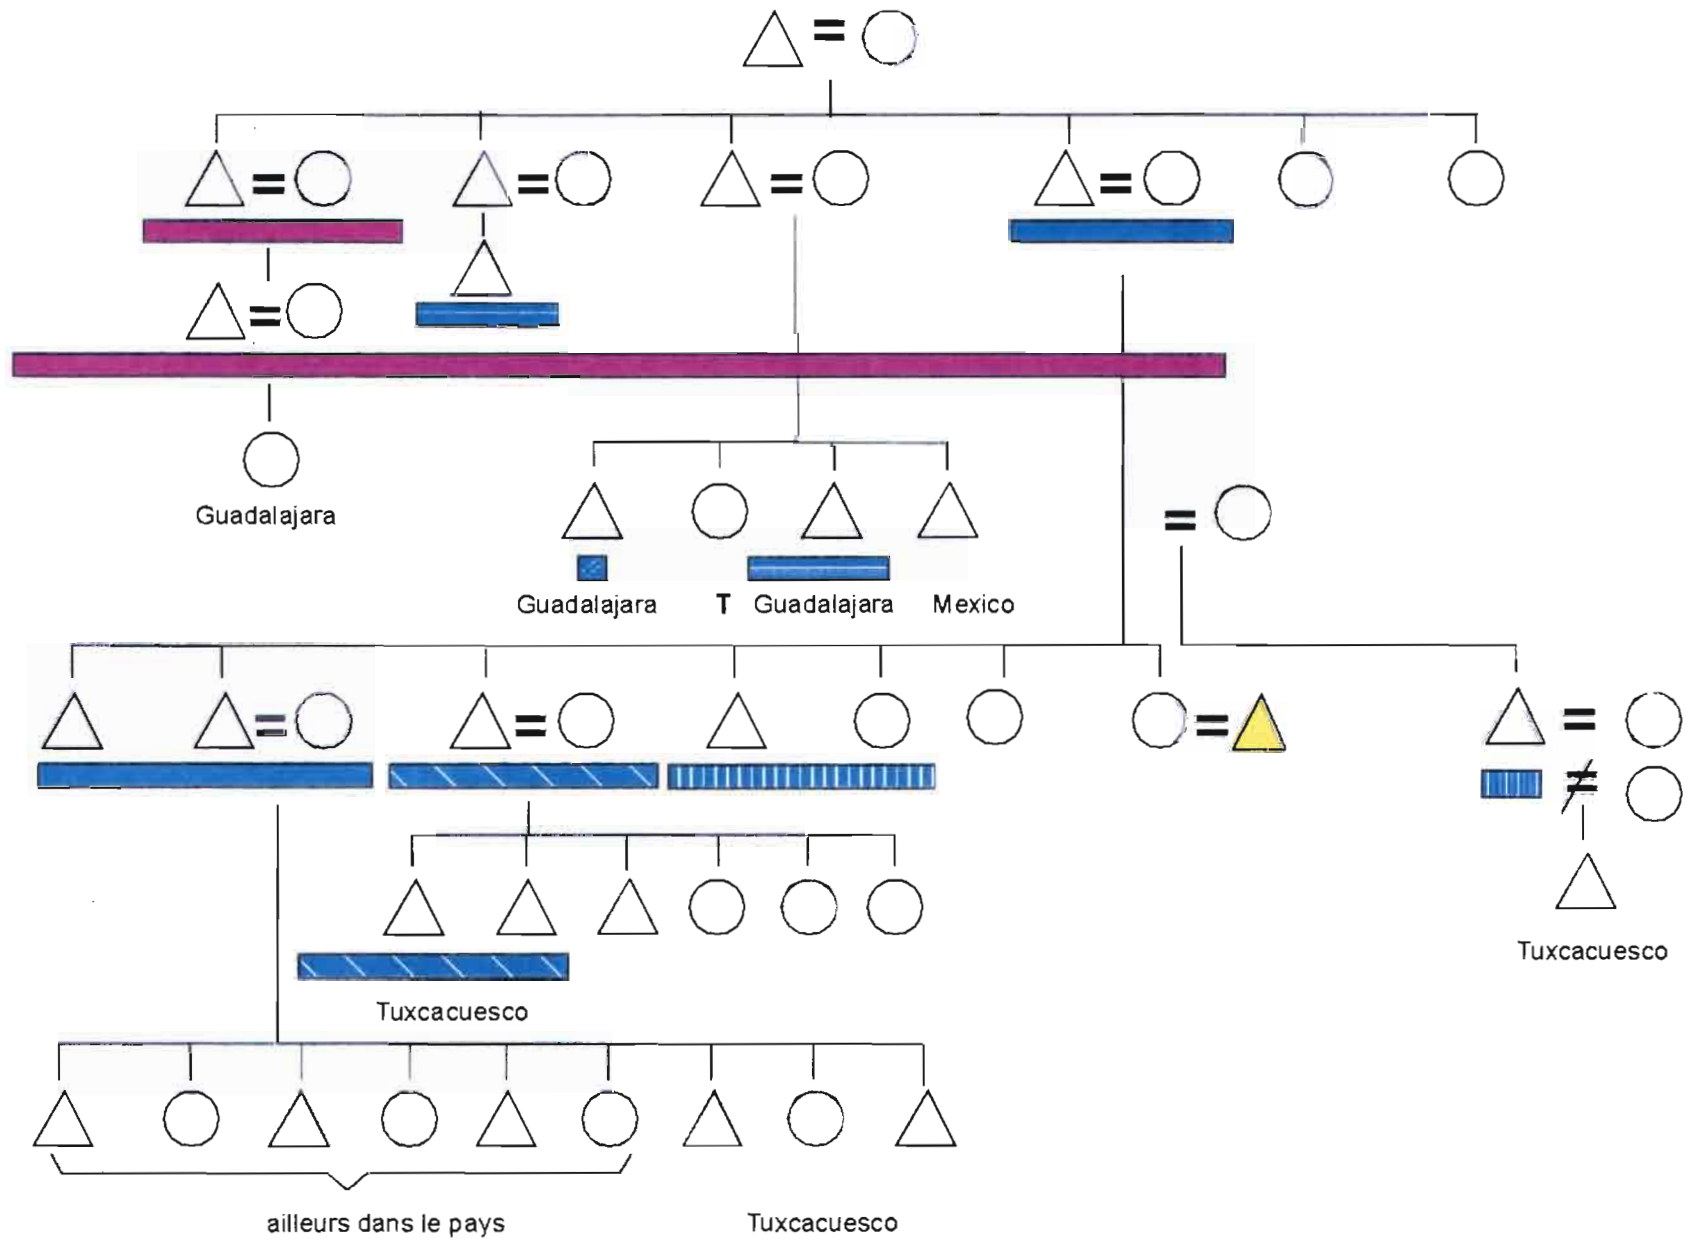 Guadalajara
Guadalajara T Guadalajara Mexico
Tuxcacuesco
Tuxcacuesco
ailleurs dans le pays Tuxcacuesco